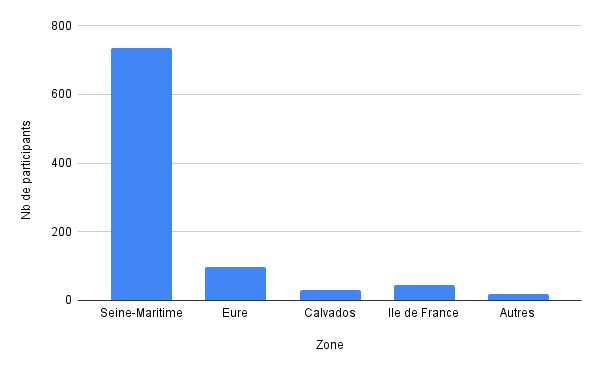 800
600
400
200
0
Nb de participants
Seine-Maritime
Eure
Calvados
Ile de France
Autres
Zone